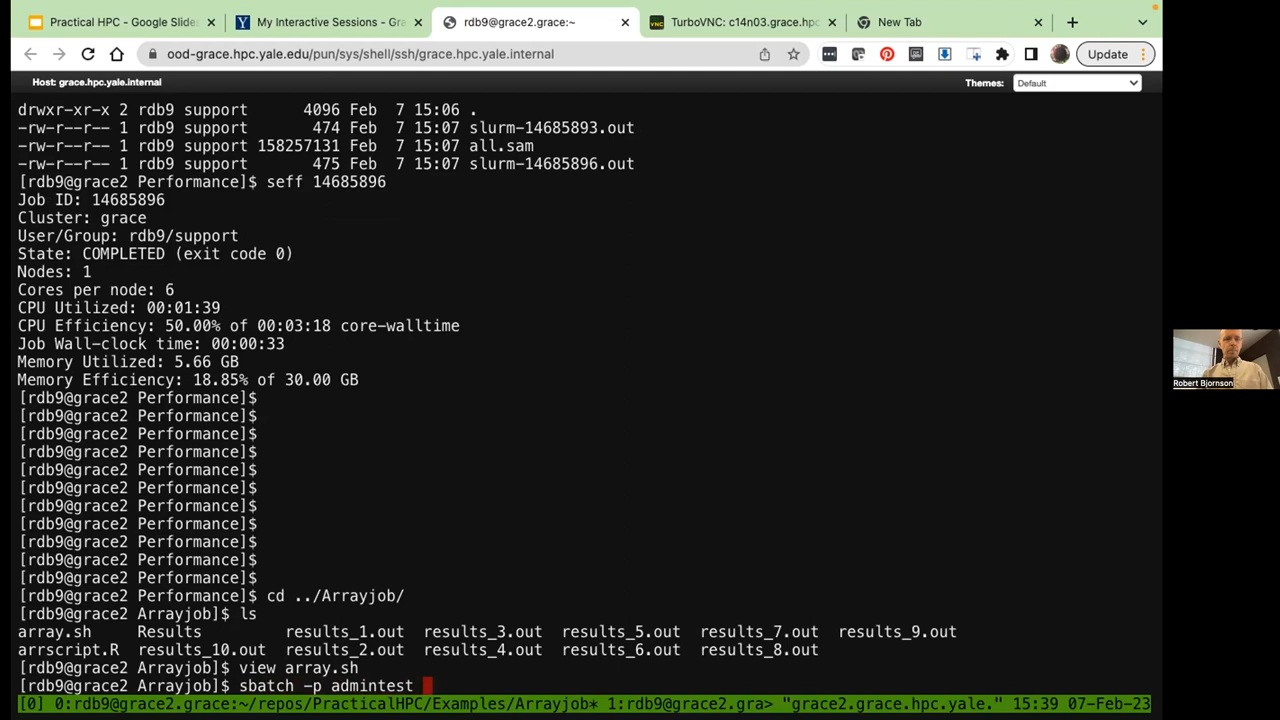 Practical HPC - Google Slides
My Interactive Sessions - Gra
rdb9@grace2.grace:~
TurboVNC: c14n03.grace.hpc
New Tab
ood-grace.hpc.yale.edu/pun/sys/shell/ssh/grace.hpc.yale.internal
Update
Host: grace.hpc.yale.internal
Themes: Default
drwxr-xr-x 2 rdb9 support 4096 Feb 7 15:06 .
-rw-r--r-- 1 rdb9 support 474 Feb 7 15:07 slurm-14685893.out
-rw-r--r-- 1 rdb9 support 158257131 Feb 7 15:07 all.sam
-rw-r--r-- 1 rdb9 support 475 Feb 7 15:07 slurm-14685896.out
[rdb9@grace2 Performance]$ seff 14685896
Job ID: 14685896
Cluster: grace
User/Group: rdb9/support
State: COMPLETED (exit code 0)
Nodes: 1
Cores per node: 6
CPU Utilized: 00:01:39
CPU Efficiency: 50.00% of 00:03:18 core-walltime
Job Wall-clock time: 00:00:33
Memory Utilized: 5.66 GB
Memory Efficiency: 18.85% of 30.00 GB
[rdb9@grace2 Performance]$
[rdb9@grace2 Performance]$
[rdb9@grace2 Performance]$
[rdb9@grace2 Performance]$
[rdb9@grace2 Performance]$
[rdb9@grace2 Performance]$
[rdb9@grace2 Performance]$
[rdb9@grace2 Performance]$
[rdb9@grace2 Performance]$
[rdb9@grace2 Performance]$
[rdb9@grace2 Performance]$
[rdb9@grace2 Performance]$ cd ../Arrayjob/
[rdb9@grace2 Arrayjob]$ ls
array.sh Results results_1.out results_3.out results_5.out results_7.out results_9.out
arrscript.R results_10.out results_2.out results_4.out results_6.out results_8.out
[rdb9@grace2 Arrayjob]$ view array.sh
[rdb9@grace2 Arrayjob]$ sbatch -p admintest
[0] 0:rdb9@grace2.grace:~/repos/PracticalHPC/Examples/Arrayjob* 1:rdb9@grace2.gra> "grace2.grace.hpc.yale." 15:39 07-Feb-23
Robert Bjornson